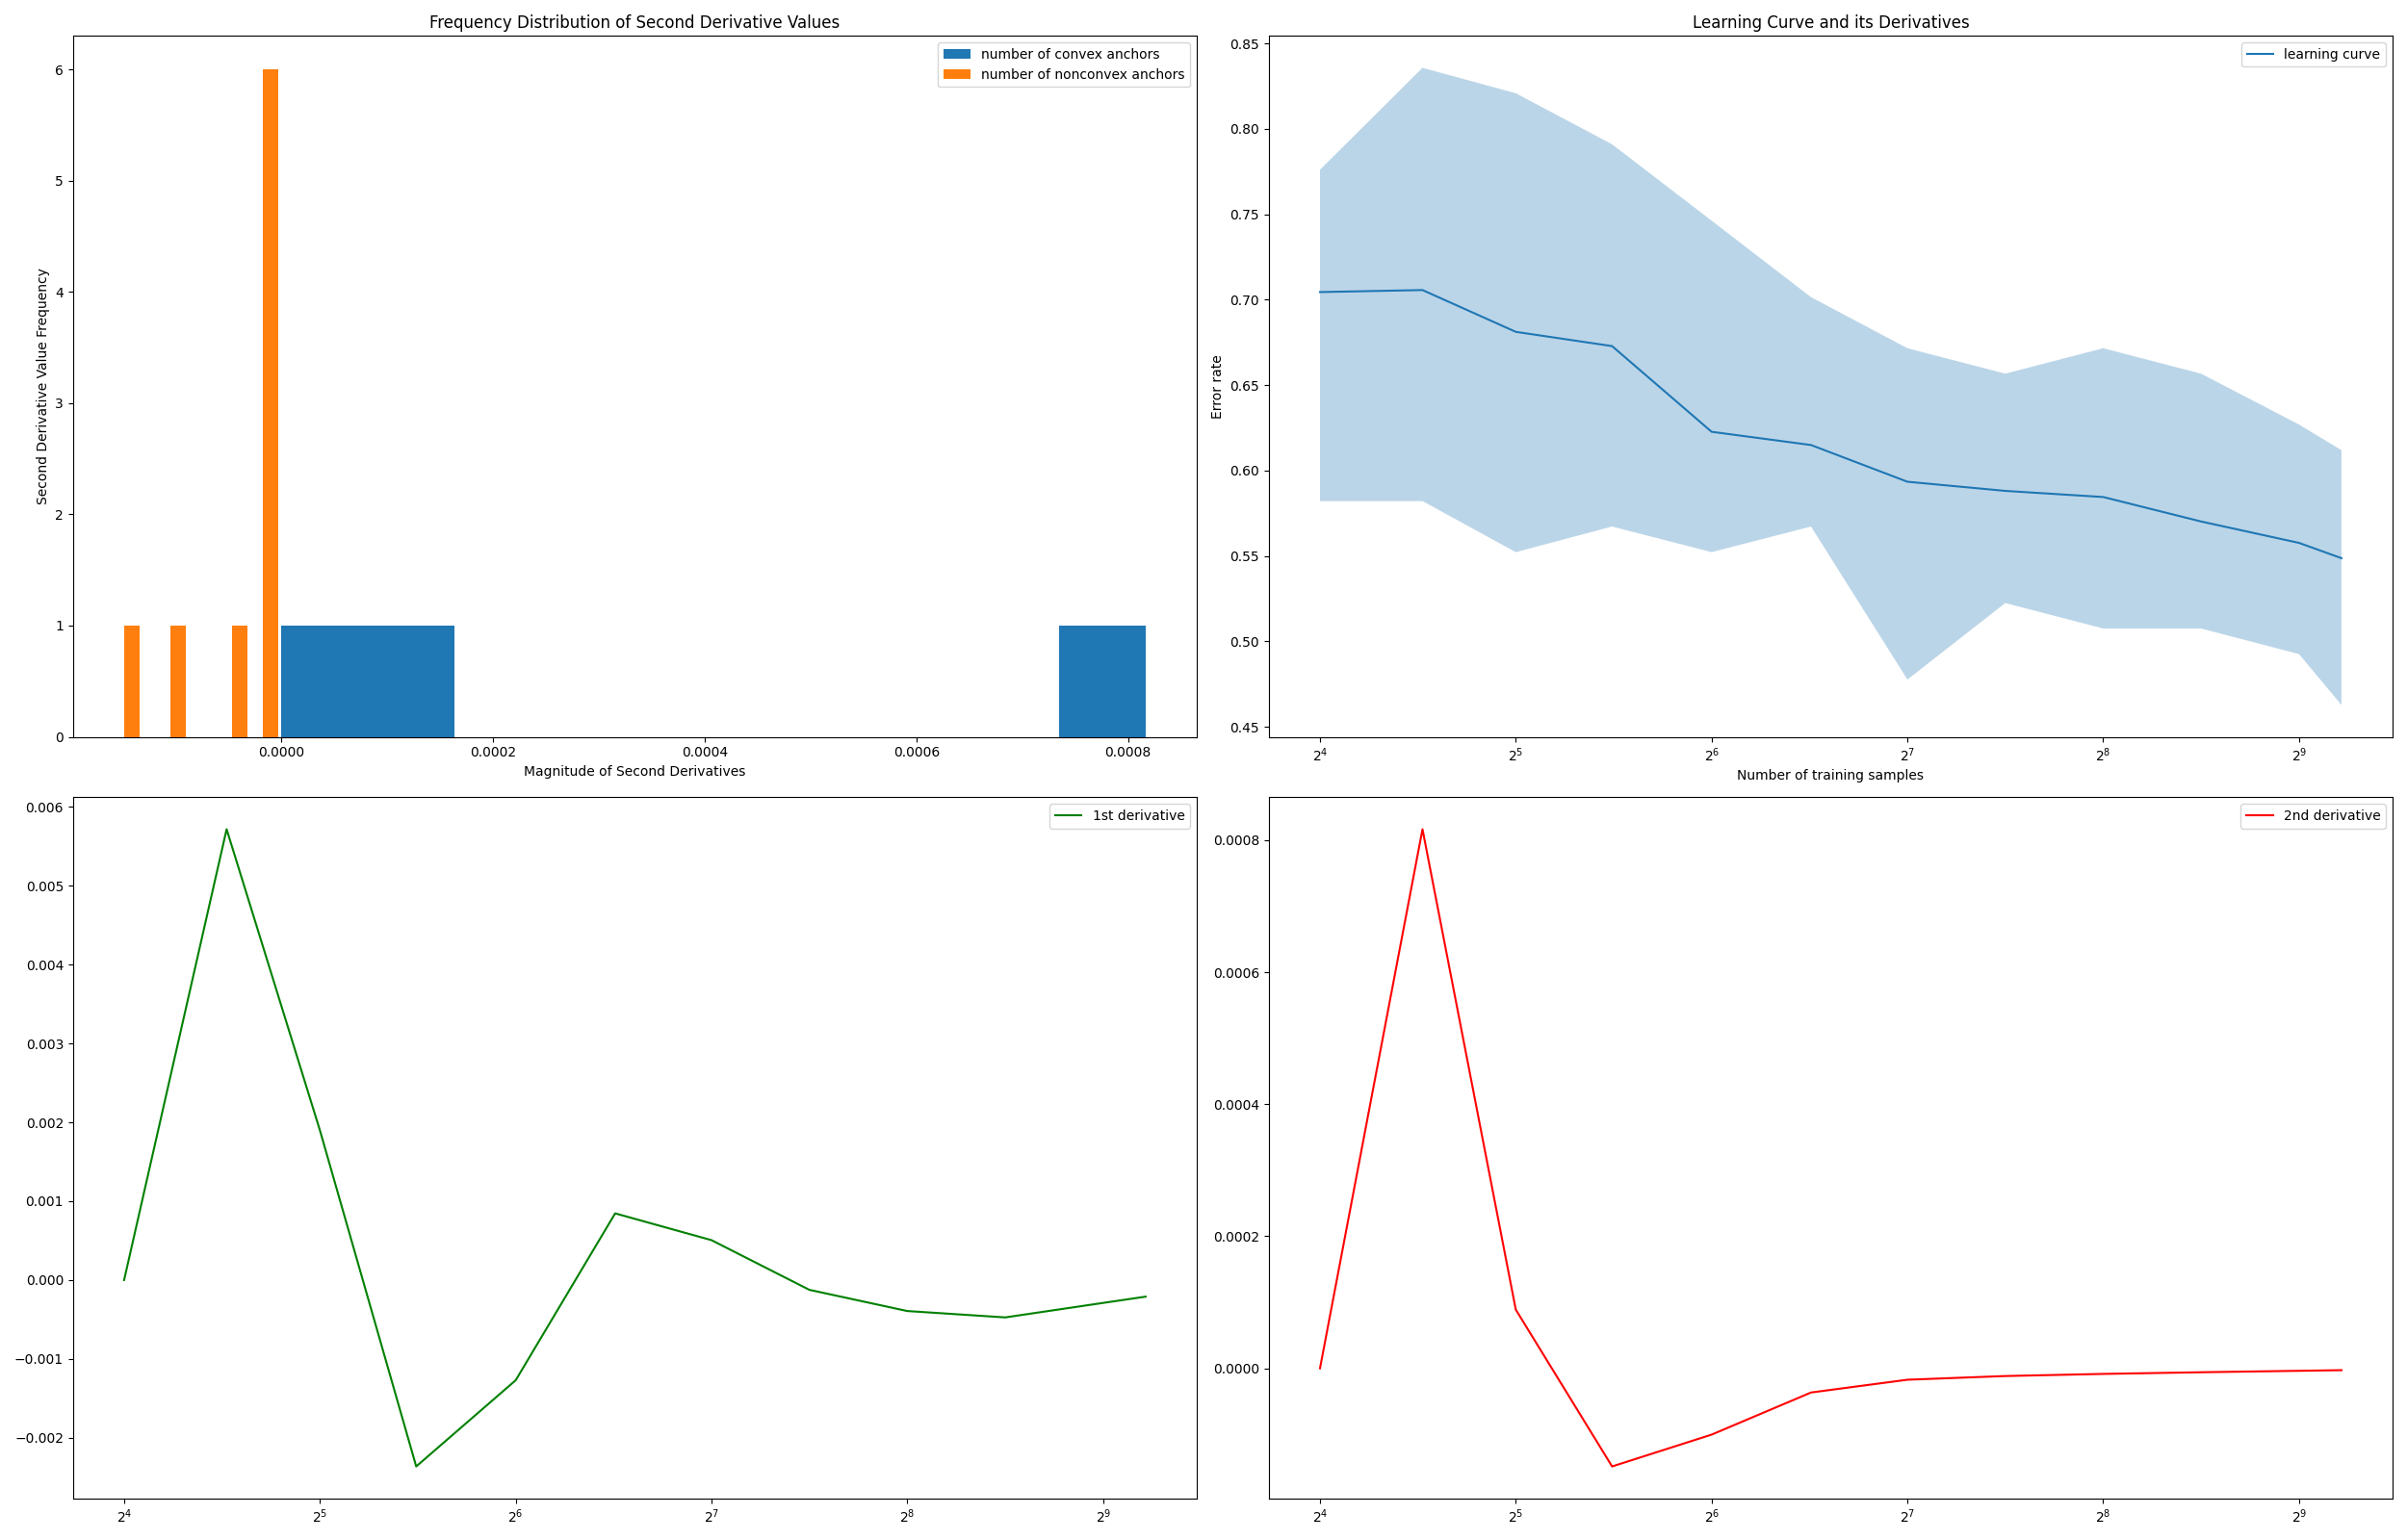 Frequency Distribution of Second Derivative Values
number of convex anchors
number of nonconvex anchors
6
5
4
3
2
1
0
Second Derivative Value Frequency
0.0000 0.0002 0.0004 0.0006 0.0008
Magnitude of Second Derivatives
Learning Curve and its Derivatives
learning curve
0.85
0.80
0.75
0.70
0.65
0.60
0.55
0.50
0.45
Error rate
2⁴ 2⁵ 2⁶ 2⁷ 2⁸ 2⁹
Number of training samples
1st derivative
0.006
0.005
0.004
0.003
0.002
0.001
0.000
−0.001
−0.002
2⁴ 2⁵ 2⁶ 2⁷ 2⁸ 2⁹
2nd derivative
0.0008
0.0006
0.0004
0.0002
0.0000
2⁴ 2⁵ 2⁶ 2⁷ 2⁸ 2⁹